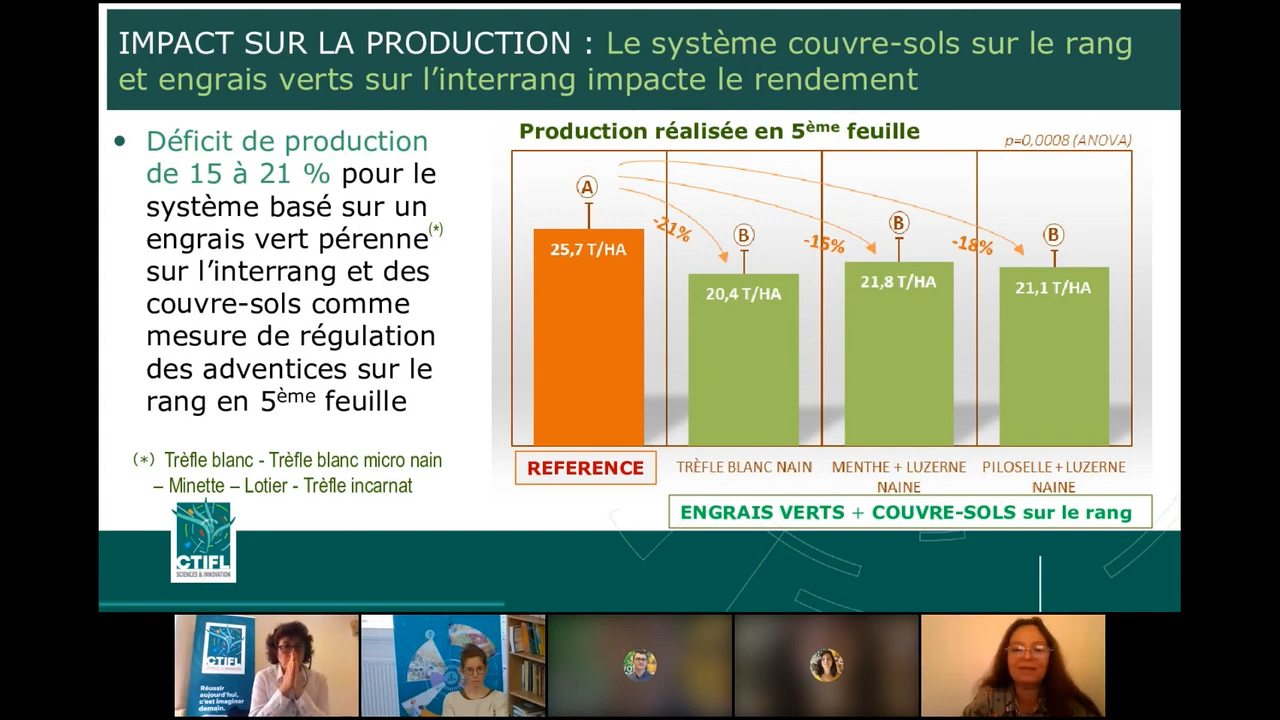 IMPACT SUR LA PRODUCTION : Le système couvre-sols sur le rang
et engrais verts sur l'interrang impacte le rendement
• Déficit de production
de 15 à 21 % pour le
système basé sur un
engrais vert pérenne(*)
sur l'interrang et des
couvre-sols comme
mesure de régulation
des adventices sur le
rang en 5ème feuille
(*) Trèfle blanc - Trèfle blanc micro nain
– Minette – Lotier - Trèfle incarnat
Production réalisée en 5ème feuille
p=0,0008 (ANOVA)
A
B
B
B
-21%
-15%
-18%
25,7 T/HA
20,4 T/HA
21,8 T/HA
21,1 T/HA
REFERENCE
TRÈFLE BLANC NAIN
MENTHE + LUZERNE
NAINE
PILOSELLE + LUZERNE
NAINE
ENGRAIS VERTS + COUVRE-SOLS sur le rang
CTIFL
SCIENCES & INNOVATION
CTIFL
Réussir
aujourd'hui,
c'est imaginer
demain.